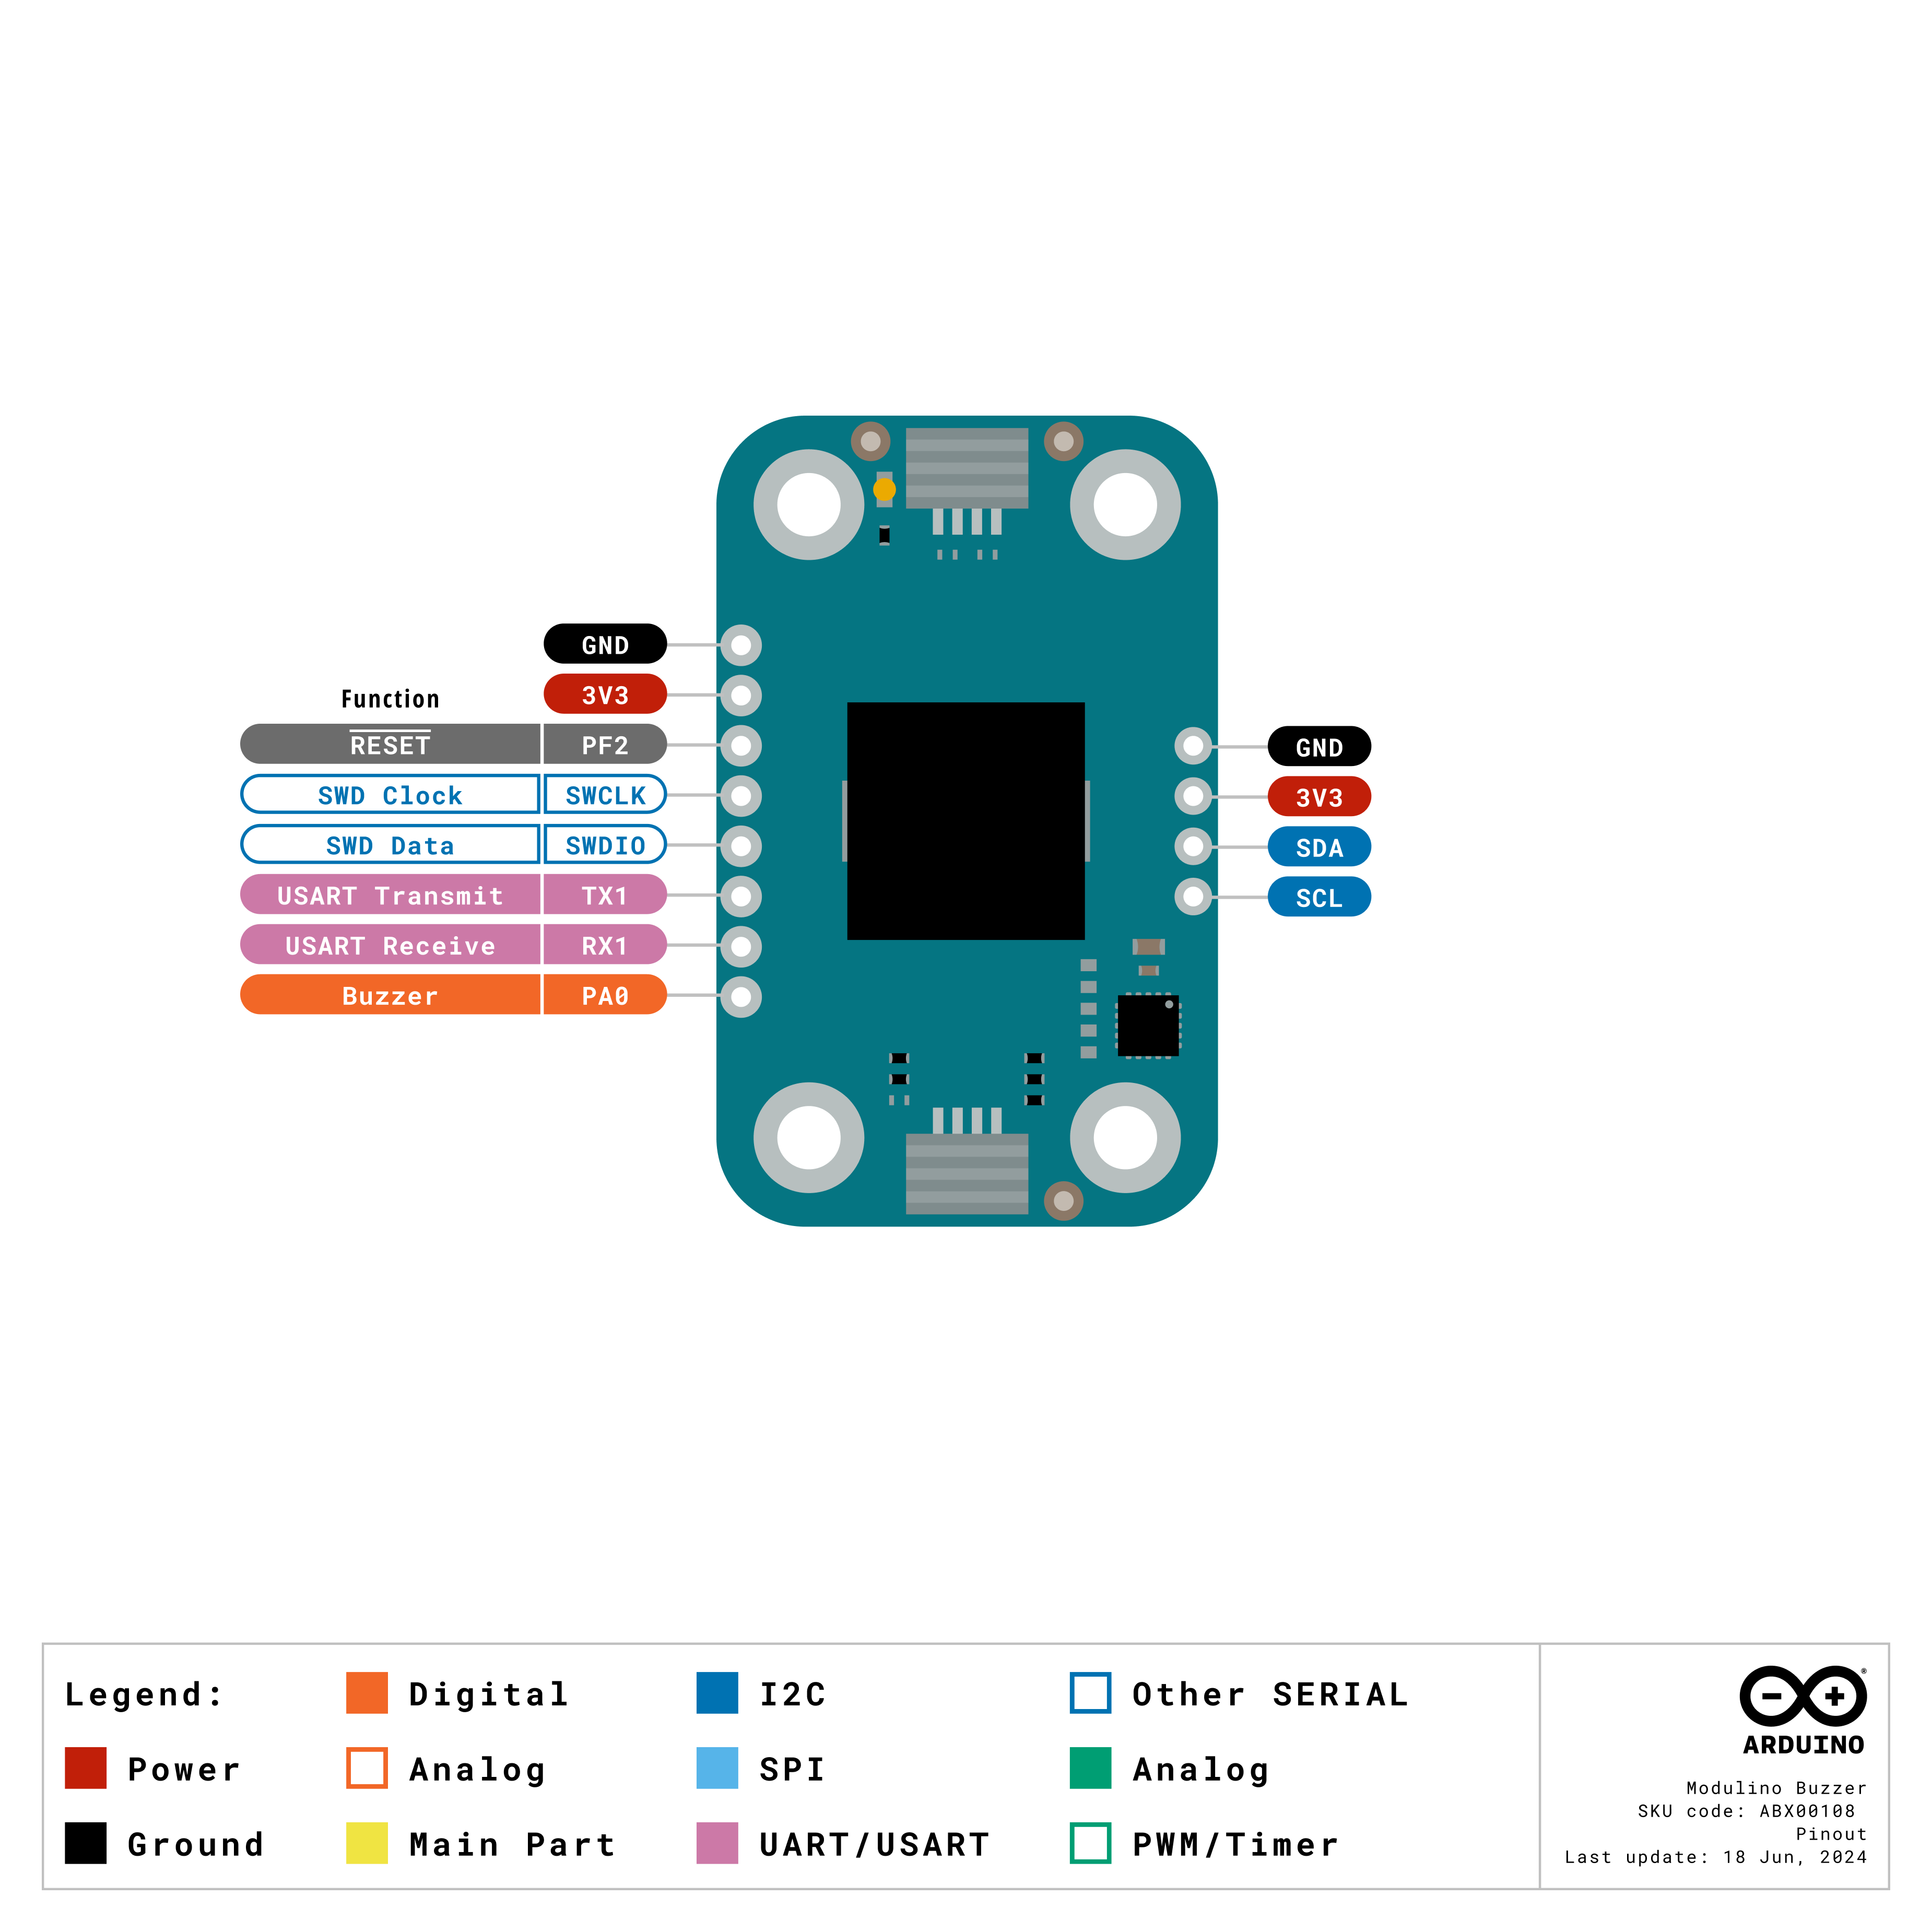 GND
3V3
Function
RESET PF2
SWD Clock SWCLK
SWD Data SWDIO
USART Transmit TX1
USART Receive RX1
Buzzer PA0
GND
3V3
SDA
SCL
Legend:
Power
Ground
Digital
Analog
Main Part
I2C
SPI
UART/USART
Other SERIAL
Analog
PWM/Timer
®
ARDUINO
Modulino Buzzer
SKU code: ABX00108
Pinout
Last update: 18 Jun, 2024